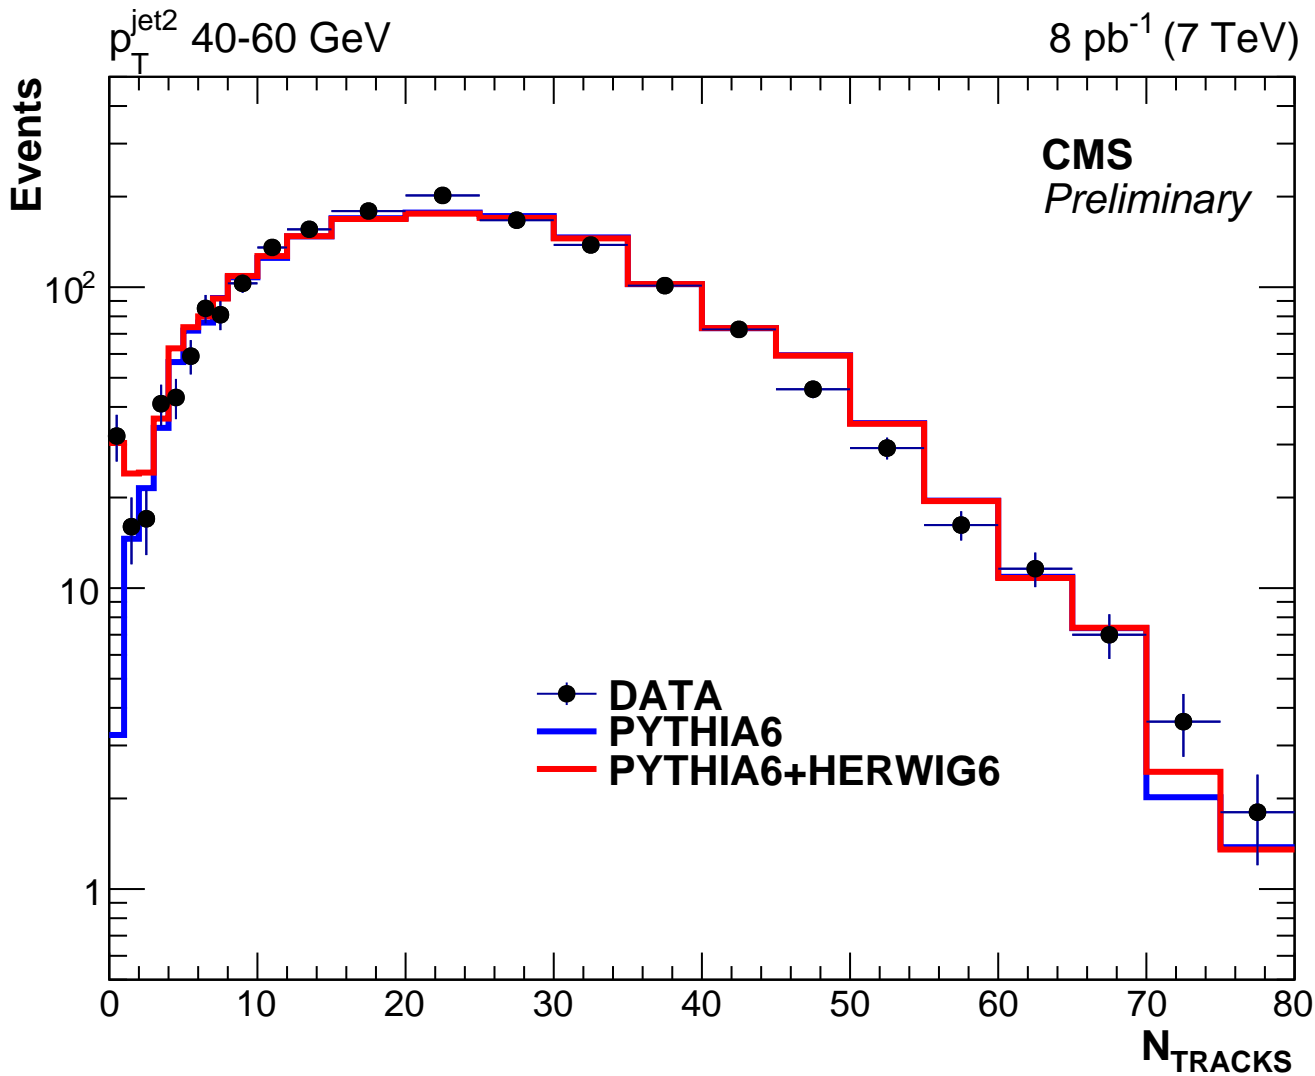 p_T^jet2 40-60 GeV
8 pb^-1 (7 TeV)
Events
CMS
Preliminary
10^2
10
1
DATA
PYTHIA6
PYTHIA6+HERWIG6
0 10 20 30 40 50 60 70 80
N_TRACKS